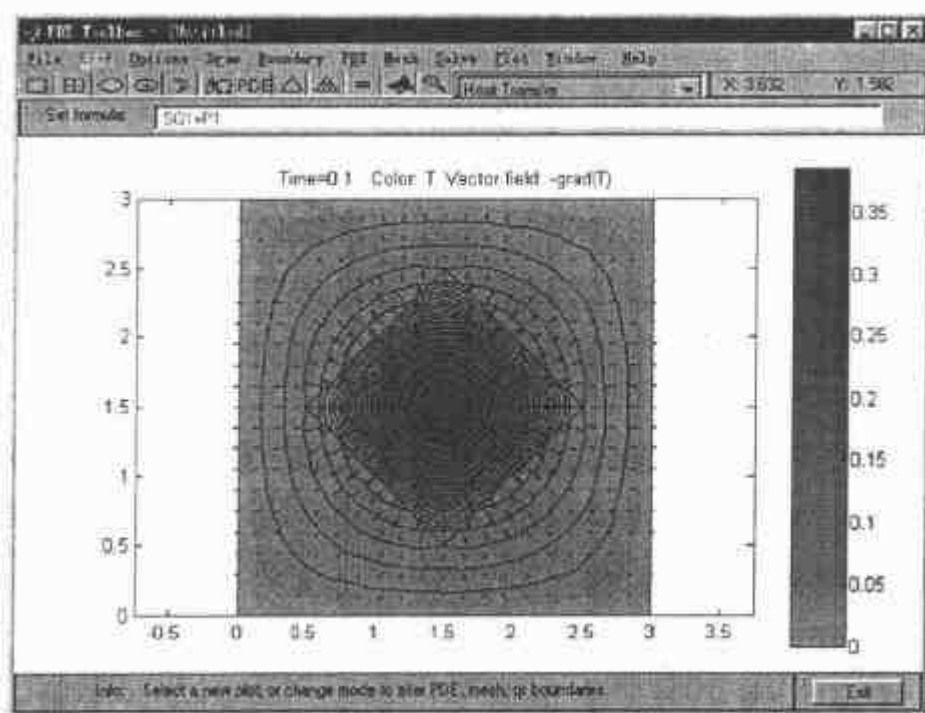 PDE Toolbox - [Untitled]
File Edit Options Draw Boundary PDE Mesh Solve Plot Window Help
PDE = Heat Transfer X: 3.632 Y: 1.582
Set formula: SQ1+P1
Time=0.1 Color: T Vector field: -grad(T)
3
2.5
2
1.5
1
0.5
0
-0.5 0 0.5 1 1.5 2 2.5 3 3.5
0.35
0.3
0.25
0.2
0.15
0.1
0.05
0
Info: Select a new plot, or change mode to alter PDE, mesh, or boundaries.
Exit